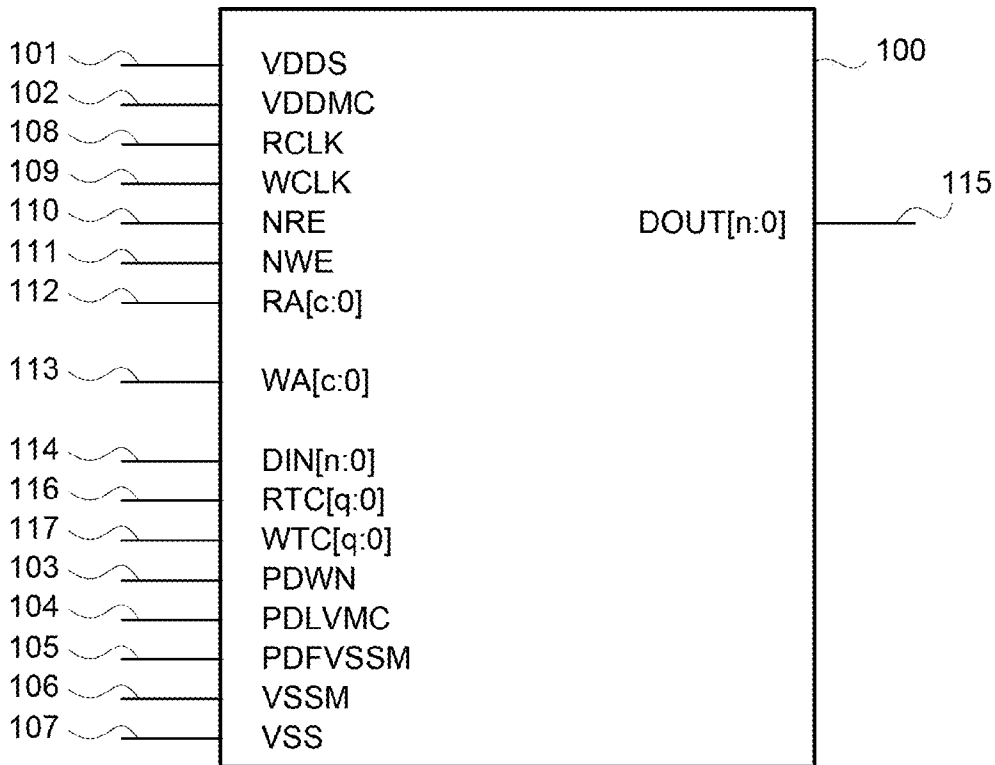 101 VDDS 100
102 VDDMC
108 RCLK
109 WCLK
110 NRE DOUT[n:0] 115
111 NWE
112 RA[c:0]
113 WA[c:0]
114 DIN[n:0]
116 RTC[q:0]
117 WTC[q:0]
103 PDWN
104 PDLVMC
105 PDFVSSM
106 VSSM
107 VSS